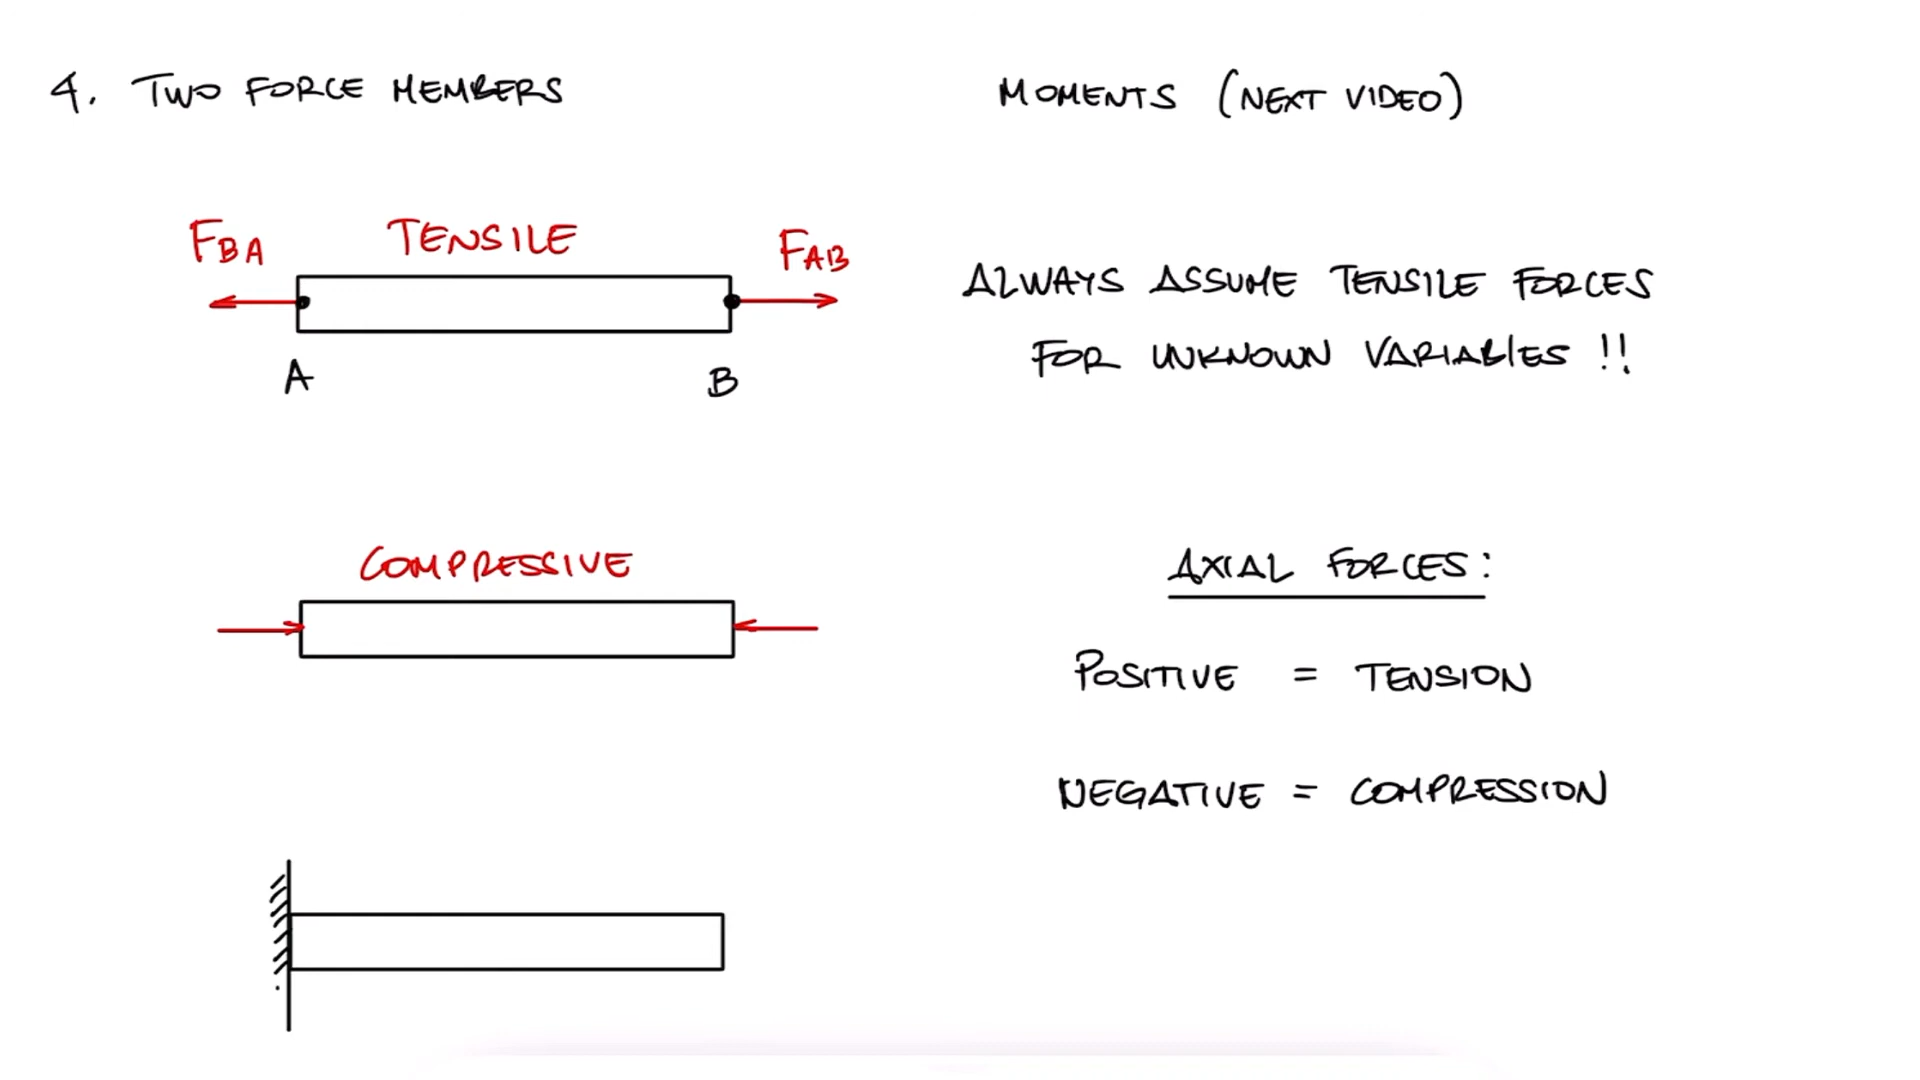 4. TWO FORCE MEMBERS
MOMENTS (NEXT VIDEO)
FBA
TENSILE
FAB
A
B
ALWAYS ASSUME TENSILE FORCES
FOR UNKNOWN VARIABLES !!
COMPRESSIVE
AXIAL FORCES:
POSITIVE = TENSION
NEGATIVE = COMPRESSION